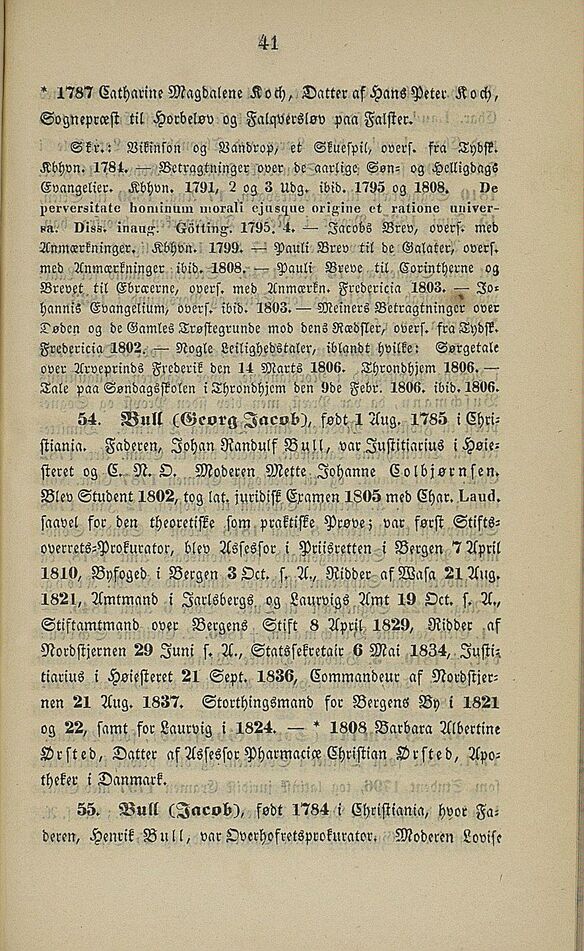 41
* 1787 Catharine Magdalene Koch, Datter af Hans Peter Koch,
Sognepræst til Horbeløv og Falqversløv paa Falster.
Skr.: Vikinson og Vandrop, et Skuespil, overs. fra Tydsk.
Kbhvn. 1784. — Betragtninger over de aarlige Søn- og Helligdags
Evangelier. Kbhvn. 1791, 2 og 3 Udg. ibid. 1795 og 1808. De
perversitate hominum morali ejusque origine et ratione univer-
sa. Diss. inaug. Götting. 1795. 4. — Jacobs Brev, overs. med
Anmærkninger. Kbhvn. 1799. — Pauli Brev til de Galater, overs.
med Anmærkninger ibid. 1808. — Pauli Breve til Corintherne og
Brevet til Ebræerne, overs. med Anmærkn. Fredericia 1803. — Jo-
hannis Evangelium, overs. ibid. 1803. — Meiners Betragtninger over
Døden og de Gamles Trøstegrunde mod dens Rædsler, overs. fra Tydsk.
Fredericia 1802. — Nogle Leilighedstaler, iblandt hvilke: Sørgetale
over Arveprinds Frederik den 14 Marts 1806. Throndhjem 1806. —
Tale paa Søndagsskolen i Throndhjem den 9de Febr. 1806. ibid. 1806.
54. Bull (Georg Jacob), født 1 Aug. 1785 i Chri-
stiania. Faderen, Johan Randulf Bull, var Justitiarius i Høie-
steret og C. N. O. Moderen Mette Johanne Colbjørnsen.
Blev Student 1802, tog lat. juridisk Examen 1805 med Char. Laud.
saavel for den theoretiske som praktiske Prøve; var først Stifts-
overrets-Prokurator, blev Assessor i Priisretten i Bergen 7 April
1810, Byfoged i Bergen 3 Oct. s. A., Ridder af Wasa 21 Aug.
1821, Amtmand i Jarlsbergs og Laurvigs Amt 19 Oct. s. A.,
Stiftamtmand over Bergens Stift 8 April 1829, Ridder af
Nordstjernen 29 Juni s. A., Statssekretair 6 Mai 1834, Justi-
tiarius i Høiesteret 21 Sept. 1836, Commandeur af Nordstjer-
nen 21 Aug. 1837. Storthingsmand for Bergens By i 1821
og 22, samt for Laurvig i 1824. — * 1808 Barbara Albertine
Ørsted, Datter af Assessor Pharmaciæ Christian Ørsted, Apo-
theker i Danmark.
55. Bull (Jacob), født 1784 i Christiania, hvor Fa-
deren, Henrik Bull, var Overhofretsprokurator. Moderen Lovise